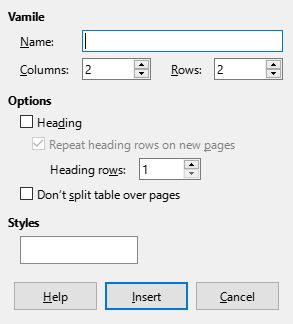 Vamile
Name:
Columns: 2 Rows: 2
Options
Heading
Repeat heading rows on new pages
Heading rows: 1
Don't split table over pages
Styles
Help Insert Cancel